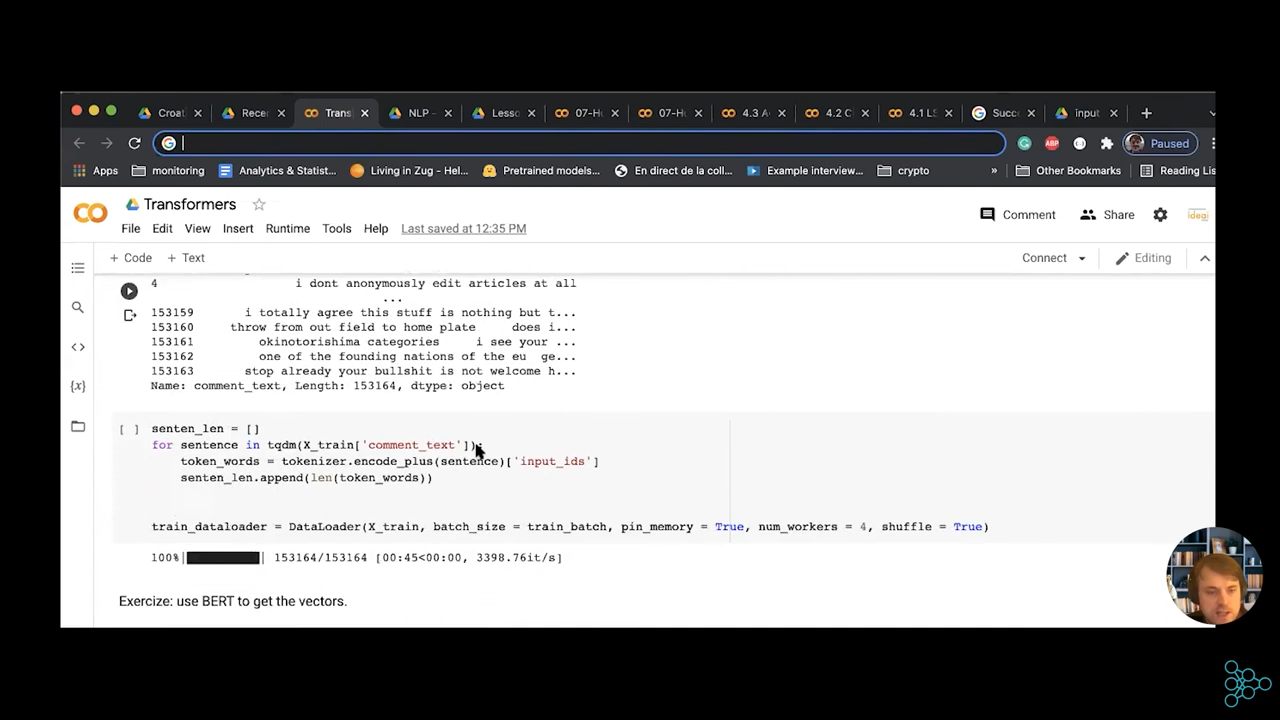 Croat
Recec
Trans
NLP -
Lesso
07-Hu
07-Hu
4.3 A
4.2 C
4.1 LS
Succ
input
Paused
Apps
monitoring
Analytics & Statist...
Living in Zug - Hel...
Pretrained models...
En direct de la coll...
Example interview...
crypto
»
Other Bookmarks
Reading Lis
Transformers
Comment
Share
File Edit View Insert Runtime Tools Help Last saved at 12:35 PM
+ Code + Text
Connect
Editing
4 i dont anonymously edit articles at all
...
153159 i totally agree this stuff is nothing but t...
153160 throw from out field to home plate does i...
153161 okinotorishima categories i see your ...
153162 one of the founding nations of the eu ge...
153163 stop already your bullshit is not welcome h...
Name: comment_text, Length: 153164, dtype: object
[ ] senten_len = []
for sentence in tqdm(X_train['comment_text']):
token_words = tokenizer.encode_plus(sentence)['input_ids']
senten_len.append(len(token_words))
train_dataloader = DataLoader(X_train, batch_size = train_batch, pin_memory = True, num_workers = 4, shuffle = True)
100%| | 153164/153164 [00:45<00:00, 3398.76it/s]
Exercize: use BERT to get the vectors.